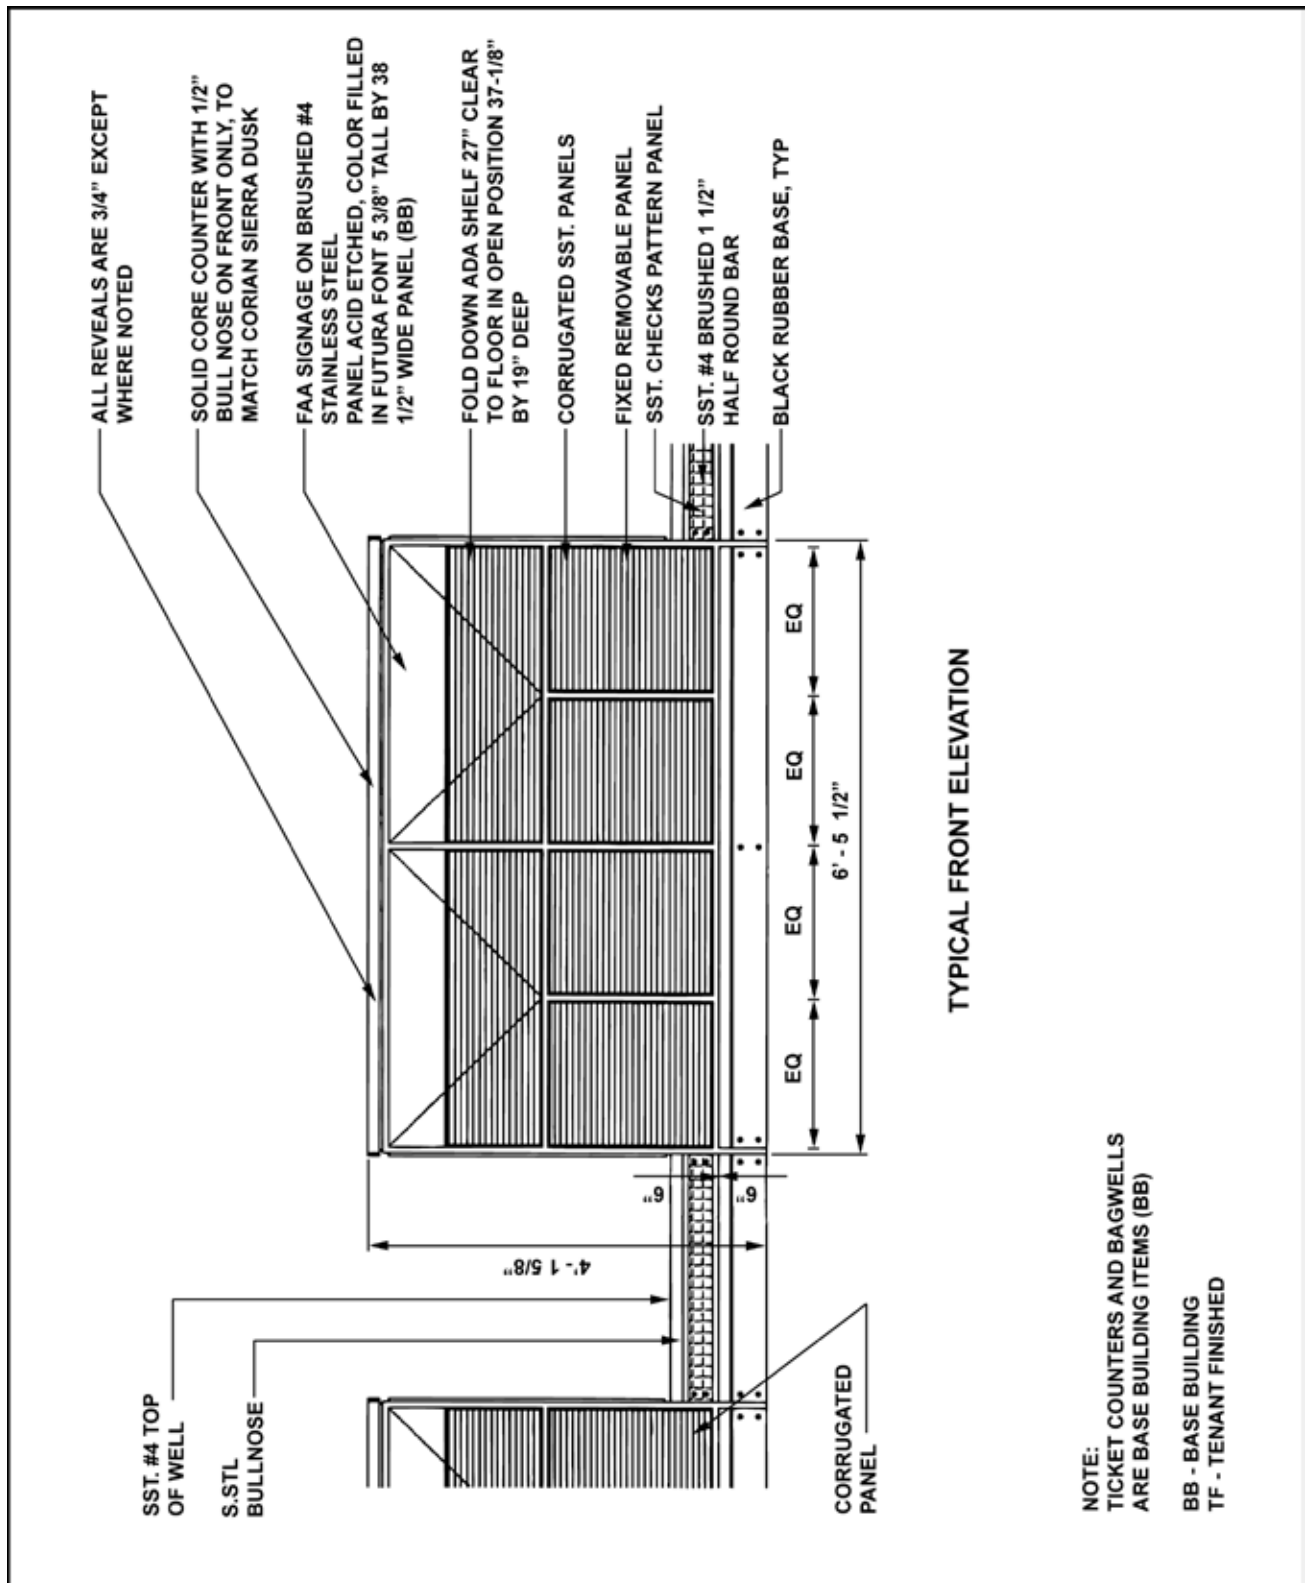 SST. #4 TOP
OF WELL
S.STL
BULLNOSE
CORRUGATED
PANEL
4'- 1 5/8"
6"
6"
ALL REVEALS ARE 3/4" EXCEPT
WHERE NOTED
SOLID CORE COUNTER WITH 1/2"
BULL NOSE ON FRONT ONLY, TO
MATCH CORIAN SIERRA DUSK
FAA SIGNAGE ON BRUSHED #4
STAINLESS STEEL
PANEL ACID ETCHED, COLOR FILLED
IN FUTURA FONT 5 3/8" TALL BY 38
1/2" WIDE PANEL (BB)
FOLD DOWN ADA SHELF 27" CLEAR
TO FLOOR IN OPEN POSITION 37-1/8"
BY 19" DEEP
CORRUGATED SST. PANELS
FIXED REMOVABLE PANEL
SST. CHECKS PATTERN PANEL
SST. #4 BRUSHED 1 1/2"
HALF ROUND BAR
BLACK RUBBER BASE, TYP
EQ
EQ
EQ
EQ
6' - 5 1/2"
TYPICAL FRONT ELEVATION
NOTE:
TICKET COUNTERS AND BAGWELLS
ARE BASE BUILDING ITEMS (BB)
BB - BASE BUILDING
TF - TENANT FINISHED